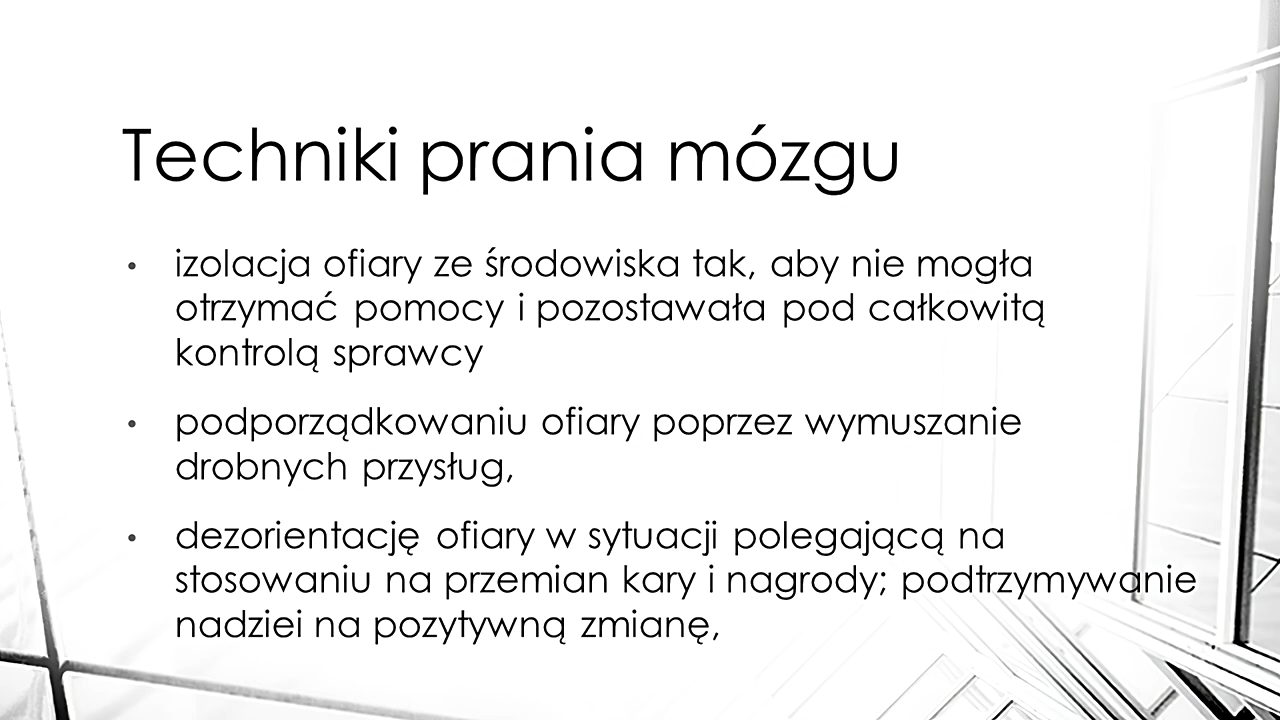 Techniki prania mózgu
• izolacja ofiary ze środowiska tak, aby nie mogła
otrzymać pomocy i pozostawała pod całkowitą
kontrolą sprawcy
• podporządkowaniu ofiary poprzez wymuszanie
drobnych przysług,
• dezorientację ofiary w sytuacji polegającą na
stosowaniu na przemian kary i nagrody; podtrzymywanie
nadziei na pozytywną zmianę,